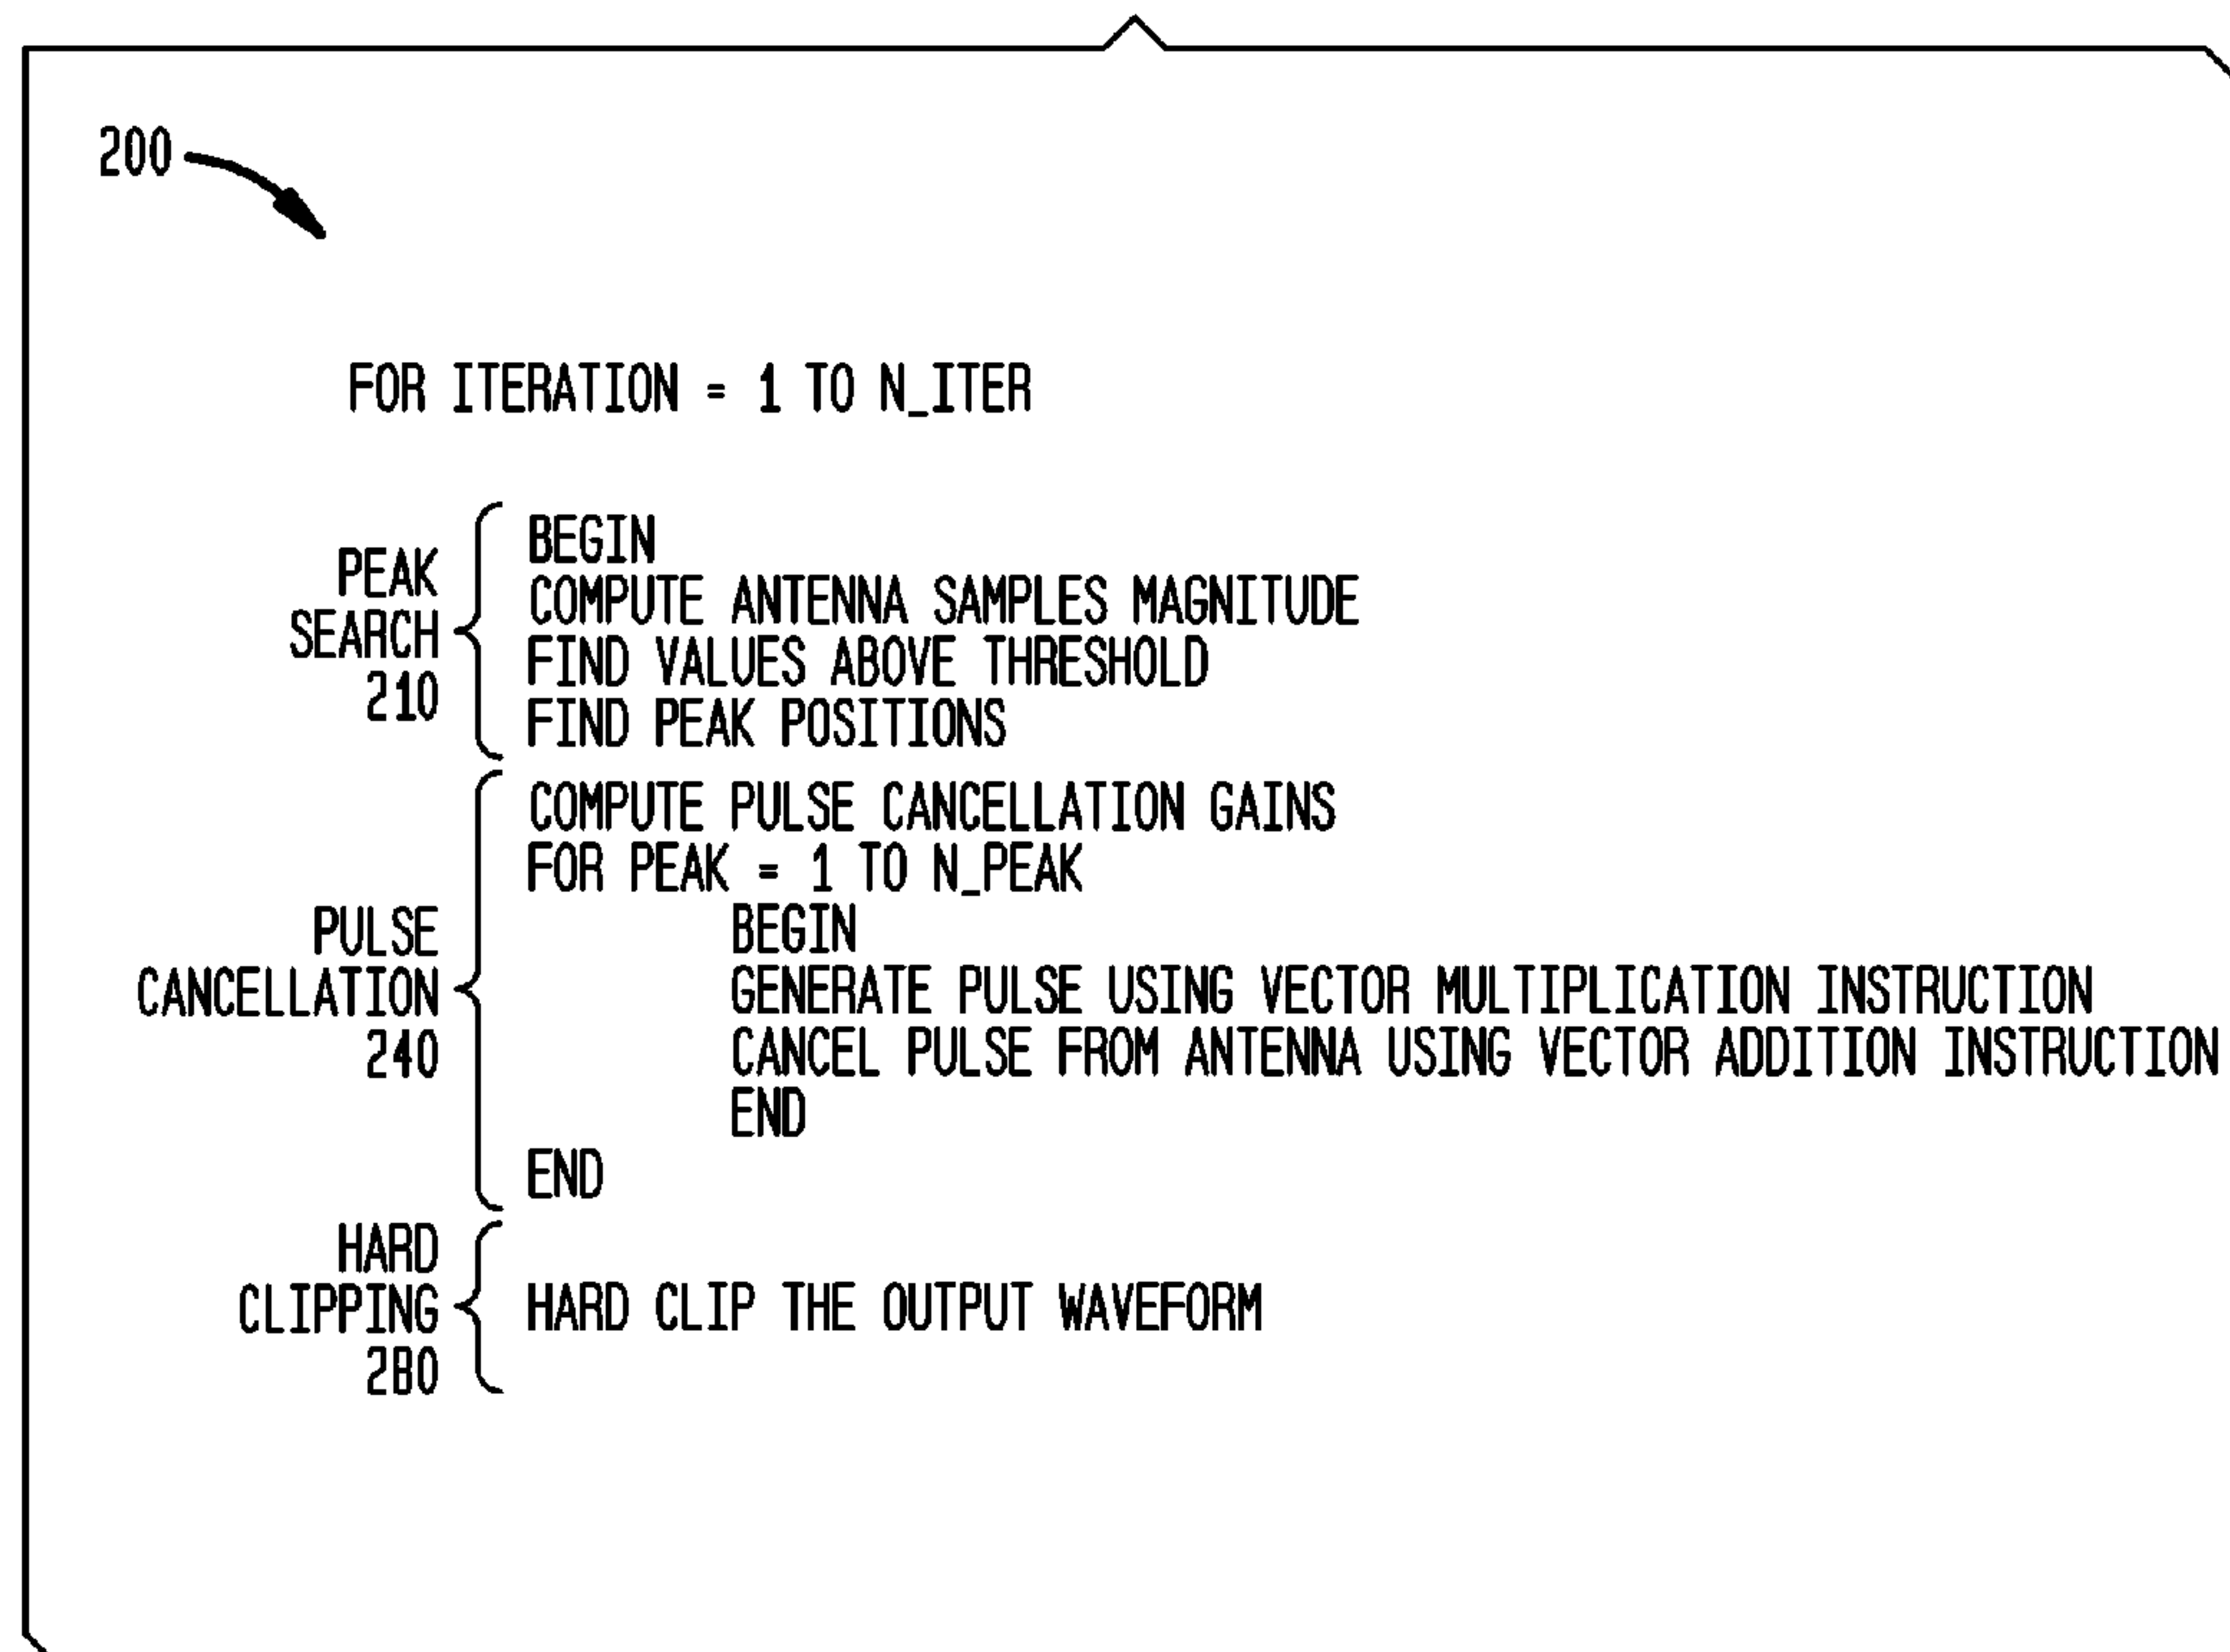 200
FOR ITERATION = 1 TO N_ITER
PEAK
SEARCH
210
BEGIN
COMPUTE ANTENNA SAMPLES MAGNITUDE
FIND VALUES ABOVE THRESHOLD
FIND PEAK POSITIONS
PULSE
CANCELLATION
240
COMPUTE PULSE CANCELLATION GAINS
FOR PEAK = 1 TO N_PEAK
BEGIN
GENERATE PULSE USING VECTOR MULTIPLICATION INSTRUCTION
CANCEL PULSE FROM ANTENNA USING VECTOR ADDITION INSTRUCTION
END
END
HARD
CLIPPING
280
HARD CLIP THE OUTPUT WAVEFORM